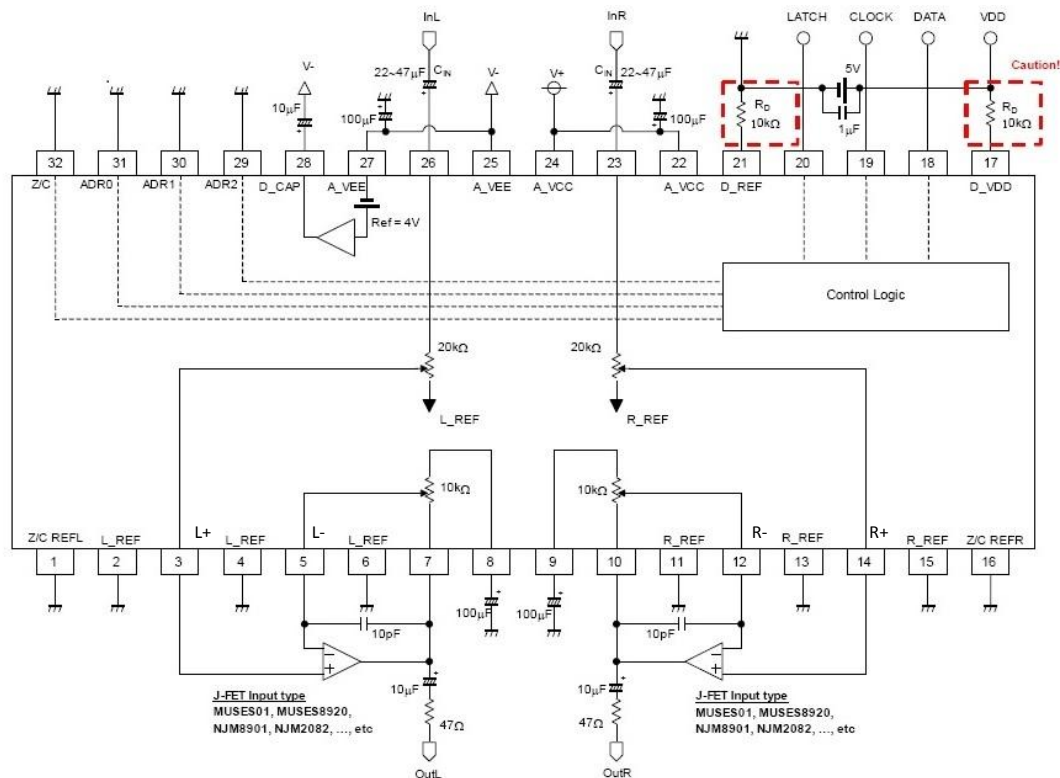 InL InR LATCH CLOCK DATA VDD
Caution!
V- 22~47µF CIN V- V+ CIN 22~47µF 5V
10µF 100µF 100µF RD 10kΩ 1µF RD 10kΩ
32 31 30 29 28 27 26 25 24 23 22 21 20 19 18 17
Z/C ADR0 ADR1 ADR2 D_CAP A_VEE A_VEE A_VCC A_VCC D_REF D_VDD
Ref = 4V
Control Logic
20kΩ 20kΩ
L_REF R_REF
10kΩ 10kΩ
Z/C REFL L_REF L+ L_REF L- L_REF R_REF R- R_REF R+ R_REF Z/C REFR
1 2 3 4 5 6 7 8 9 10 11 12 13 14 15 16
100µF 100µF
10pF 10pF
− + − +
J-FET Input type 10µF 10µF J-FET Input type
MUSES01, MUSES8920, MUSES01, MUSES8920,
NJM8901, NJM2082, ..., etc 47Ω 47Ω NJM8901, NJM2082, ..., etc
OutL OutR